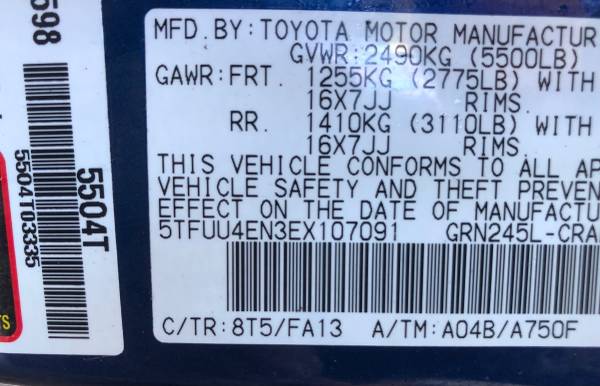 MFD. BY: TOYOTA MOTOR MANUFACTUR
GVWR: 2490KG (5500LB)
GAWR: FRT. 1255KG (2775LB) WITH
16X7JJ RIMS.
RR. 1410KG (3110LB) WITH
16X7JJ RIMS.
THIS VEHICLE CONFORMS TO ALL AP
VEHICLE SAFETY AND THEFT PREVEN
EFFECT ON THE DATE OF MANUFACTU
5TFUU4EN3EX107091 GRN245L-CRA
C/TR: 8T5/FA13 A/TM: A04B/A750F
598
5504T
5504T03335
TS